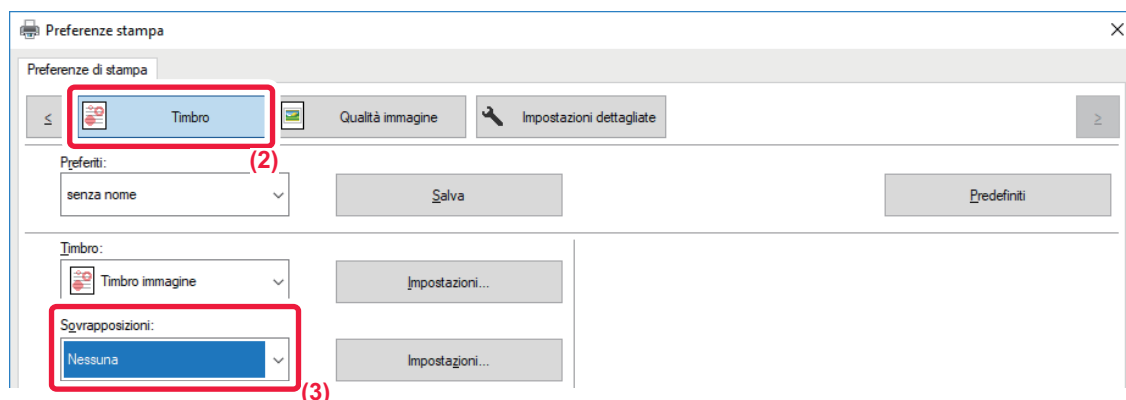 Preferenze stampa
Preferenze di stampa
< Timbro Qualità immagine Impostazioni dettagliate >
(2)
Preferiti:
senza nome Salva Predefiniti
Timbro:
Timbro immagine Impostazioni...
Sovrapposizioni:
Nessuna Impostazioni...
(3)